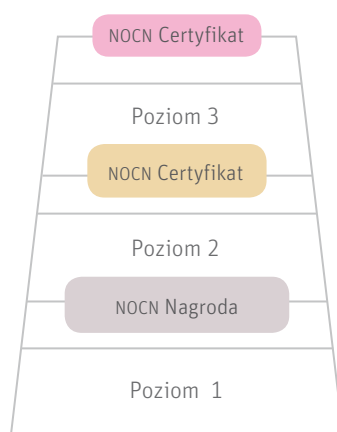 NOCN Certyfikat
Poziom 3
NOCN Certyfikat
Poziom 2
NOCN Nagroda
Poziom 1